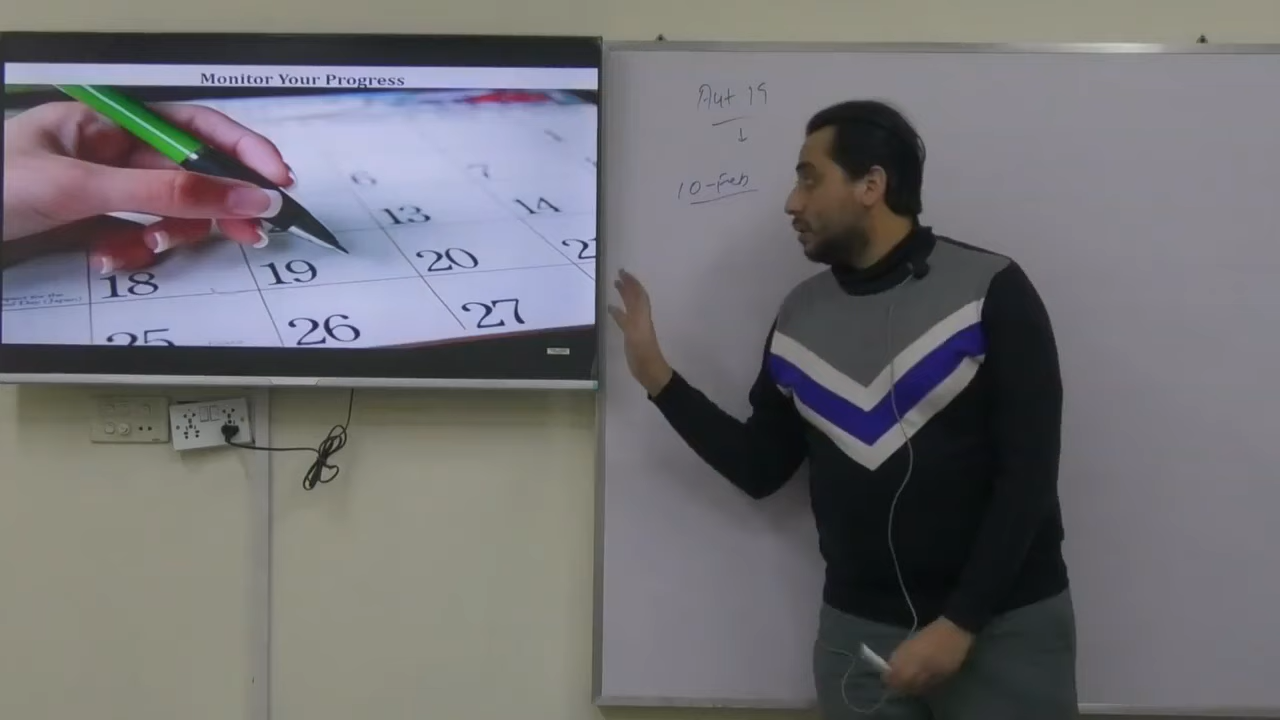 Monitor Your Progress
6 7
13 14
18 19 20
25 26 27
Aut 19
↓
10-Feb